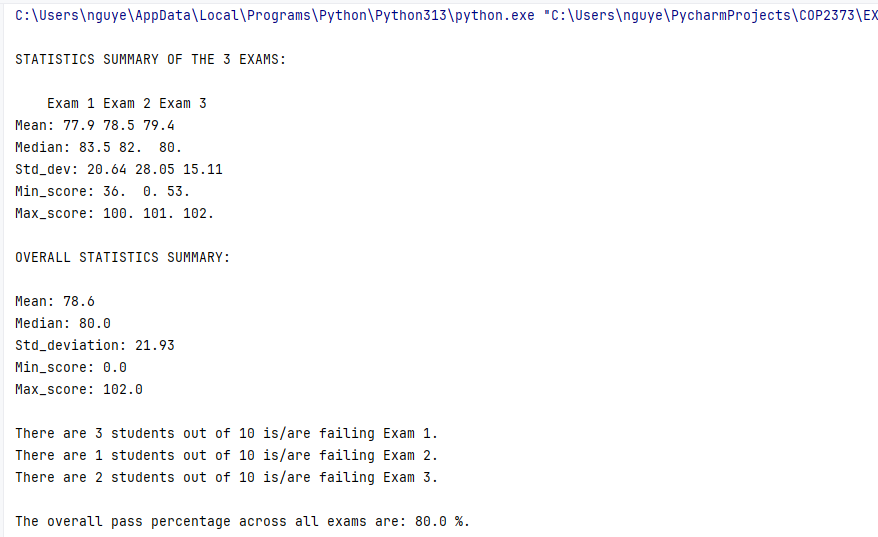 C:\Users\nguye\AppData\Local\Programs\Python\Python313\python.exe "C:\Users\nguye\PycharmProjects\COP2373\EX
STATISTICS SUMMARY OF THE 3 EXAMS:
Exam 1 Exam 2 Exam 3
Mean: 77.9 78.5 79.4
Median: 83.5 82.  80.
Std_dev: 20.64 28.05 15.11
Min_score: 36.  0. 53.
Max_score: 100. 101. 102.
OVERALL STATISTICS SUMMARY:
Mean: 78.6
Median: 80.0
Std_deviation: 21.93
Min_score: 0.0
Max_score: 102.0
There are 3 students out of 10 is/are failing Exam 1.
There are 1 students out of 10 is/are failing Exam 2.
There are 2 students out of 10 is/are failing Exam 3.
The overall pass percentage across all exams are: 80.0 %.